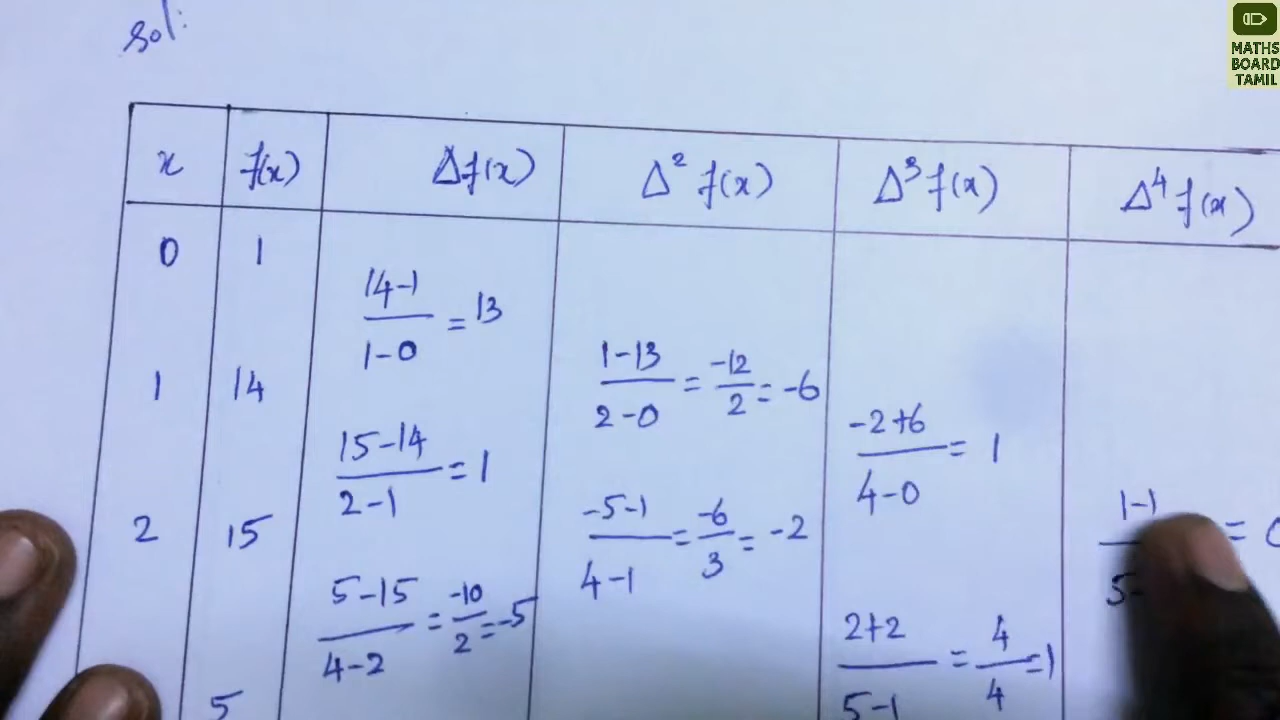 Sol:
MATHS
BOARD
TAMIL
x f(x) Δf(x) Δ² f(x) Δ³ f(x) Δ⁴ f(x)
0 1
14-1
1-0
= 13
1 14
1-13
2-0
= -12/2 = -6
15-14
2-1
= 1
-2+6
4-0
= 1
2 15
-5-1
4-1
= -6/3 = -2
1-1
5-
=
5-15
4-2
= -10/2 = -5
2+2
5-1
= 4/4 = 1
5